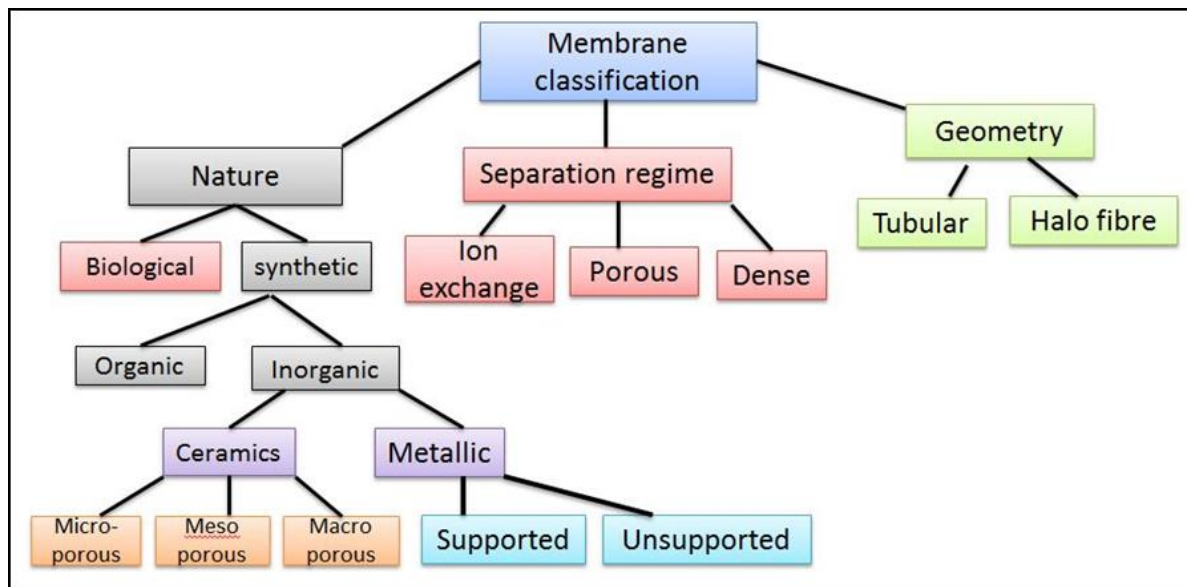 Membrane
classification
Nature
Separation regime
Geometry
Biological
synthetic
Ion
exchange
Porous
Dense
Tubular
Halo fibre
Organic
Inorganic
Ceramics
Metallic
Micro-
porous
Meso
porous
Macro
porous
Supported
Unsupported